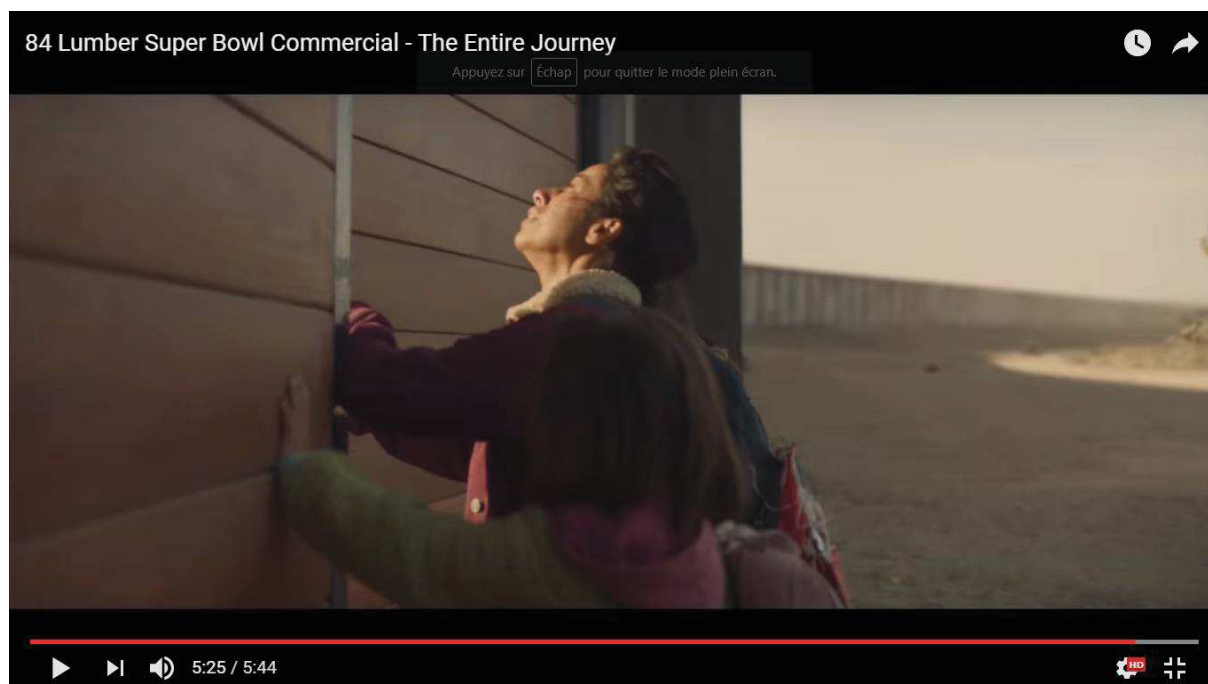 84 Lumber Super Bowl Commercial - The Entire Journey
Appuyez sur Échap pour quitter le mode plein écran.
5:25 / 5:44
HD